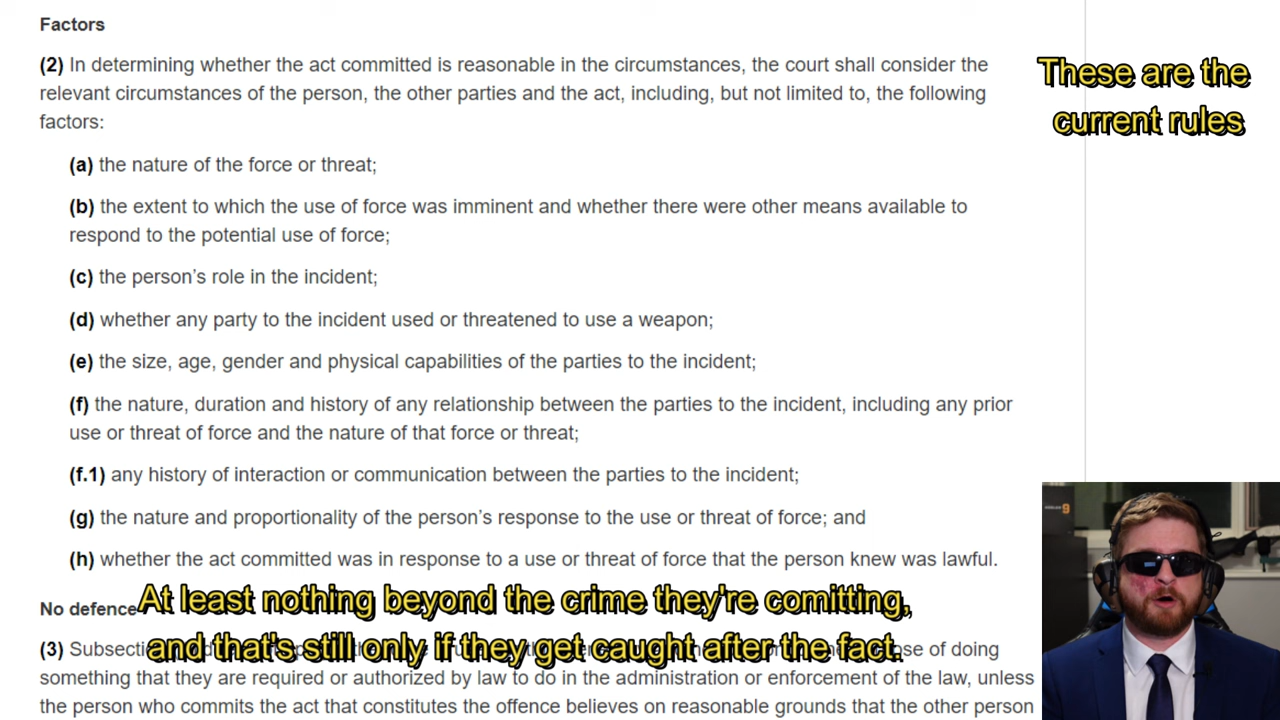 Factors
(2) In determining whether the act committed is reasonable in the circumstances, the court shall consider the
relevant circumstances of the person, the other parties and the act, including, but not limited to, the following
factors:
(a) the nature of the force or threat;
(b) the extent to which the use of force was imminent and whether there were other means available to
respond to the potential use of force;
(c) the person’s role in the incident;
(d) whether any party to the incident used or threatened to use a weapon;
(e) the size, age, gender and physical capabilities of the parties to the incident;
(f) the nature, duration and history of any relationship between the parties to the incident, including any prior
use or threat of force and the nature of that force or threat;
(f.1) any history of interaction or communication between the parties to the incident;
(g) the nature and proportionality of the person’s response to the use or threat of force; and
(h) whether the act committed was in response to a use or threat of force that the person knew was lawful.
No defence
(3) of doing
something that they are required or authorized by law to do in the administration or enforcement of the law, unless
the person who commits the act that constitutes the offence believes on reasonable grounds that the other person
These are the
current rules
At least nothing beyond the crime they're comitting,
and that's still only if they get caught after the fact.